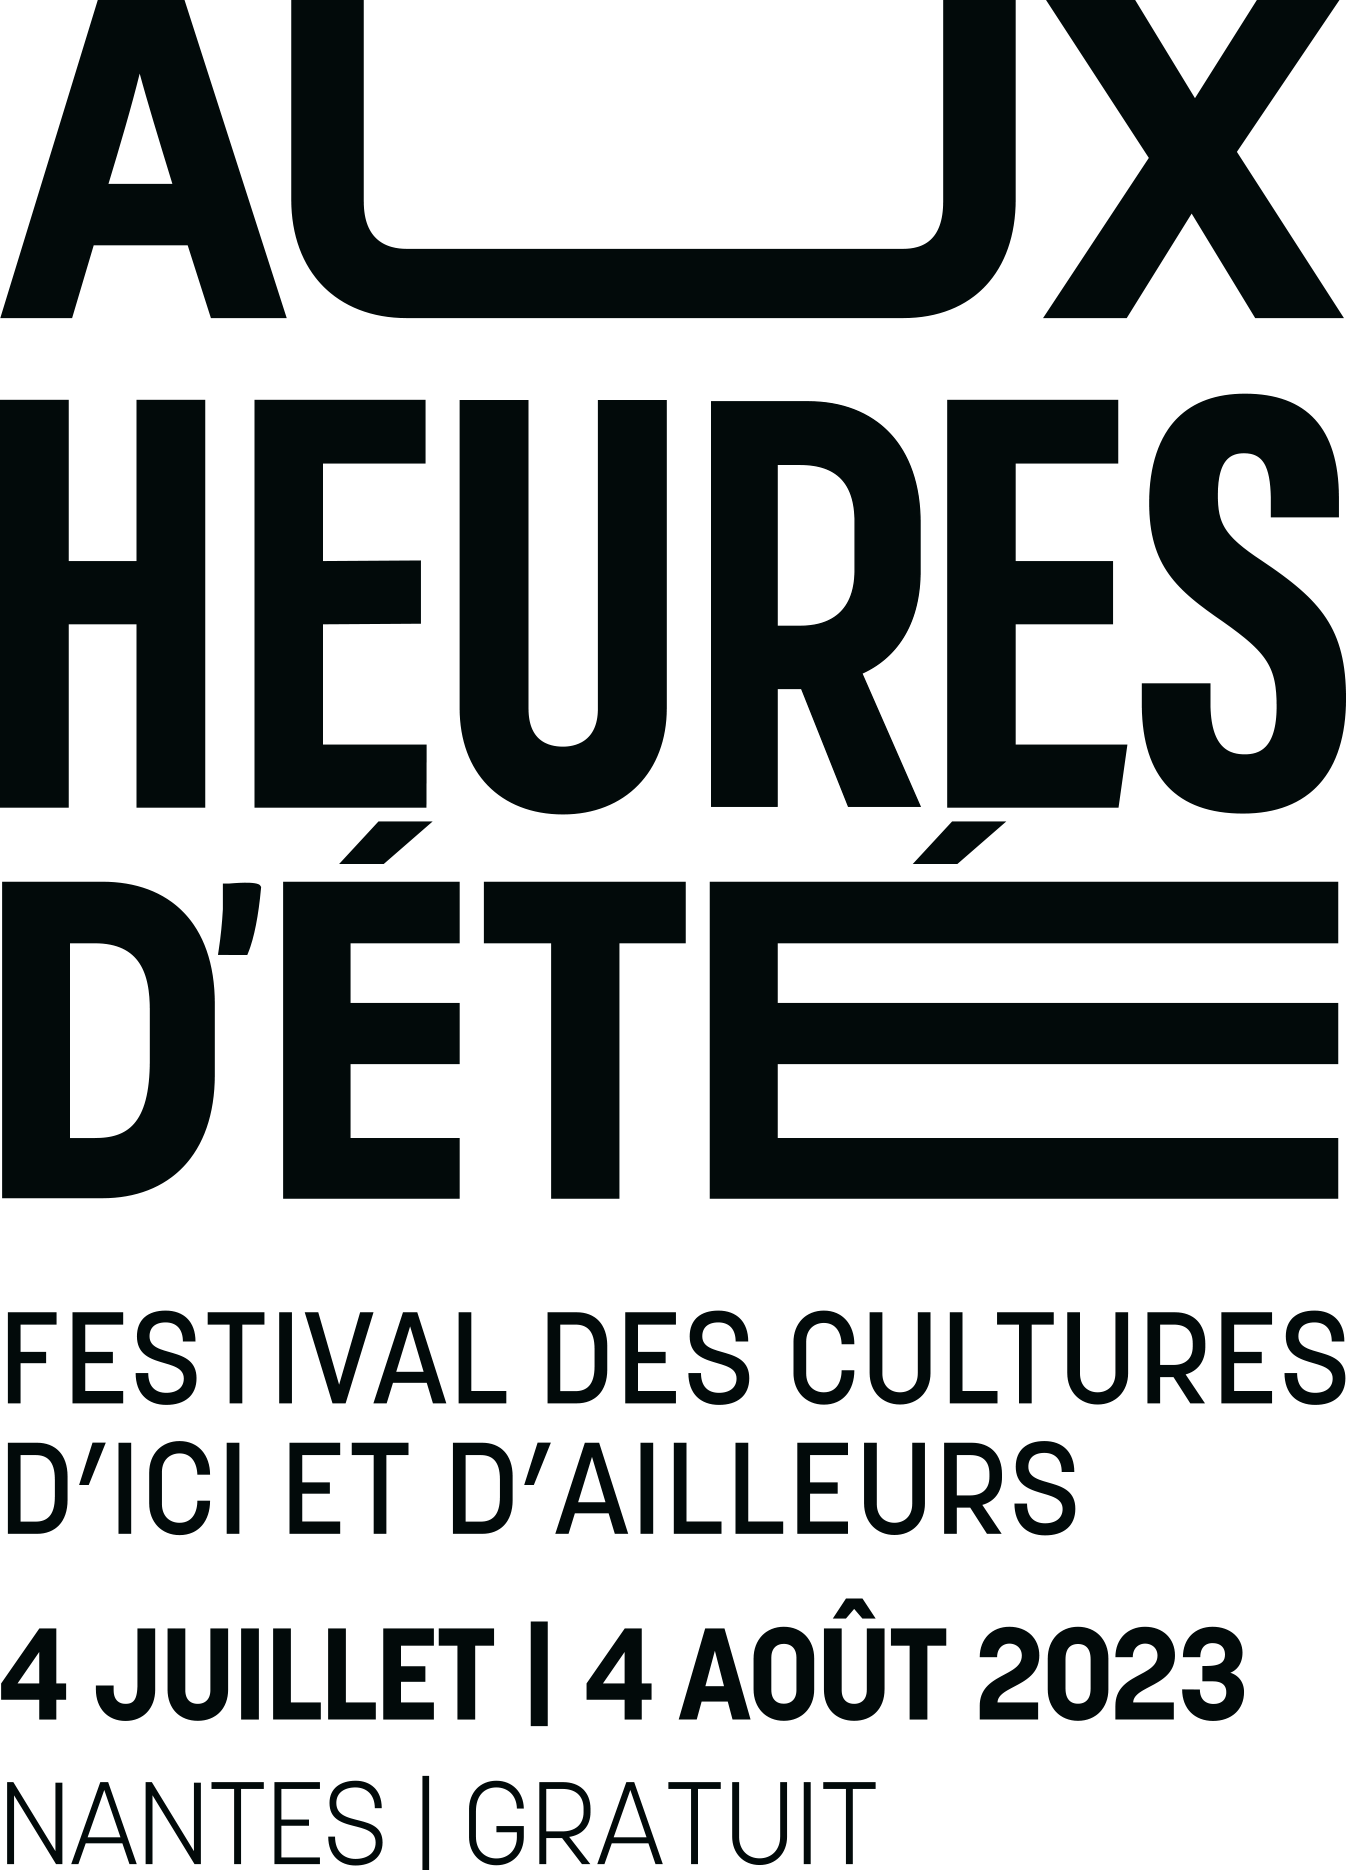 AUX
HEURES
D'ÉTÉ
FESTIVAL DES CULTURES
D'ICI ET D'AILLEURS
4 JUILLET | 4 AOÛT 2023
NANTES | GRATUIT